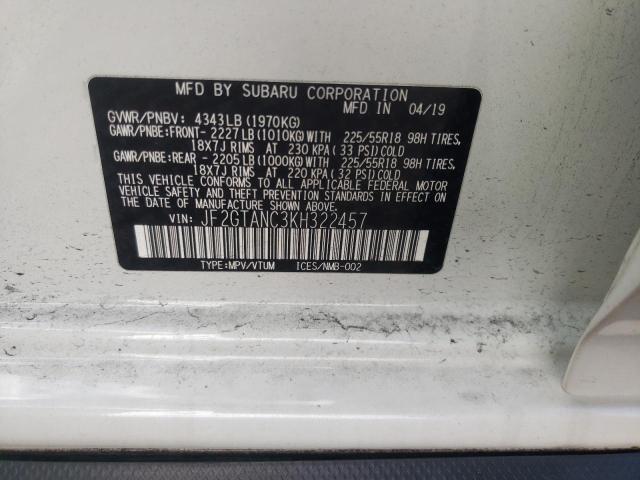 MFD BY SUBARU CORPORATION
MFD IN 04/19
GVWR/PNBV: 4343LB (1970KG)
GAWR/PNBE:FRONT- 2227LB (1010KG) WITH 225/55R18 98H TIRES,
18X7J RIMS AT 230 KPA (33 PSI) COLD
GAWR/PNBE:REAR - 2205LB (1000KG) WITH 225/55R18 98H TIRES,
18X7J RIMS AT 220 KPA (32 PSI) COLD
THIS VEHICLE CONFORMS TO ALL APPLICABLE FEDERAL MOTOR
VEHICLE SAFETY AND THEFT PREVENTION STANDARDS IN EFFECT ON
THE DATE OF MANUFACTURE SHOWN ABOVE.
VIN: JF2GTANC3KH322457
TYPE:MPV/VTUM ICES/NMB-002